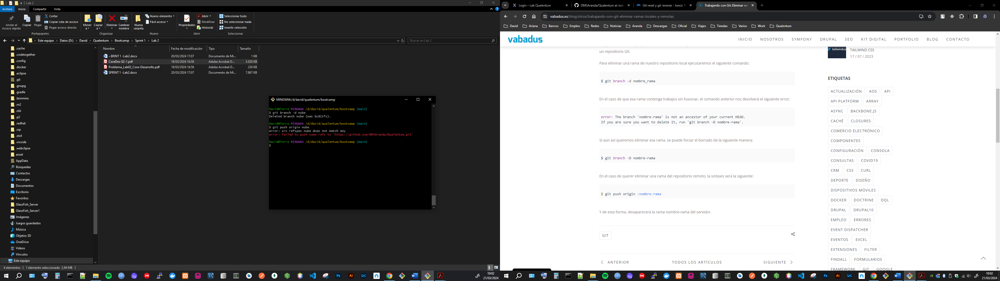 Lab 2
Archivo
Inicio
Compartir
Vista
Anclar al Acceso rápido
Copiar
Pegar
Cortar
Copiar ruta de acceso
Pegar acceso directo
Portapapeles
Mover a
Copiar a
Eliminar
Cambiar nombre
Organizar
Nueva carpeta
Nuevo elemento
Fácil acceso
Nuevo
Propiedades
Abrir
Modificar
Historial
Abrir
Seleccionar todo
No seleccionar nada
Invertir selección
Seleccionar
Este equipo > Datos (D:) > David > Qualentum > Bootcamp > Sprint 1 > Lab 2
Buscar en Lab 2
.cache
.codetogether
.config
.docker
.eclipse
.git
.gnupg
.gradle
.lemminx
.m2
.nbi
.p2
.redhat
.rsp
.sts4
.vscode
.webclipse
ansel
AppData
Búsquedas
Contactos
Descargas
Documentos
Escritorio
Favoritos
GlassFish_Server
GlassFish_Server1
Imágenes
Juegos guardados
Música
Objetos 3D
OneDrive
Vídeos
Vínculos
Este equipo
Nombre Fecha de modificación Tipo Tamaño
~$RINT 1 -Lab2.docx 20/03/2024 17:07 Documento de Mi... 1 KB
CoreDes-02-1.pdf 18/03/2024 16:58 Adobe Acrobat D... 3.020 KB
Problema_Lab02_Core-Desarrollo.pdf 18/03/2024 16:56 Adobe Acrobat D... 230 KB
SPRINT 1 -Lab2.docx 20/03/2024 17:07 Documento de Mi... 7.867 KB
4 elementos | 1 elemento seleccionado 2,94 MB |
MINGW64:/d/david/qualentum/bootcamp
David@Torre MINGW64 /d/david/qualentum/bootcamp (main)
$ git branch -d nube
Deleted branch nube (was bc815fc).
David@Torre MINGW64 /d/david/qualentum/bootcamp (main)
$ git push origin nube
error: src refspec nube does not match any
error: failed to push some refs to 'https://github.com/DMSAranda/Qualentum.git'
David@Torre MINGW64 /d/david/qualentum/bootcamp (main)
$
10:02
21/03/2024
Login – Lab Qualentum
DMSAranda/Qualentum at nub
Git reset y git reverse - Junco T
Trabajando con Git: Eliminar ra
vabadus.es/blog/otros/trabajando-con-git-eliminar-ramas-locales-y-remotas
David
Ariana
Bancos
Empleo
Redes
Noticias
Aranda
Descargas
Oficial
Viajes
Tiendas
Varios
Work
Qualentum
vabadus
INICIO NOSOTROS SYMFONY DRUPAL SEO KIT DIGITAL PORTFOLIO BLOG CONTACTO
un repositorio Git.
Para eliminar una rama de nuestro repositorio local ejecutaremos el siguiente comando:
$ git branch -d nombre_rama
En el caso de que esa rama contenga trabajos sin fusionar, el comando anterior nos devolverá el siguiente error:
error: The branch 'nombre-rama' is not an ancestor of your current HEAD.
If you are sure you want to delete it, run 'git branch -D nombre-rama'.
Si aún así queremos eliminar esa rama, se puede forzar el borrado de la siguiente manera:
$ git branch -D nombre-rama
En el caso de querer eliminar una rama del repositorio remoto, la sintaxis será la siguiente:
$ git push origin :nombre-rama
Y de esta forma, desaparecerá la rama nombre-rama del servidor.
GIT
ANTERIOR
TODOS LOS ARTÍCULOS
SIGUIENTE
tailwindcss
TAILWIND CSS
17 / 07 / 2023
ETIQUETAS
ACTUALIZACIÓN AOS API
API PLATFORM ARRAY
ASYNC BACKBONE.JS
CACHÉ CLOSURES
COMERCIO ELECTRÓNICO
COMPONENTES
CONFIGURACIÓN CONSOLA
CONSULTAS COVID19
CRM CSS CURL
DEPORTE DISEÑO
DISPOSITIVOS MÓVILES
DOCKER DOCTRINE DQL
DRUPAL DRUPAL10
EMPLEO ERRORES
EVENT DISPATCHER
EVENTOS EXCEL
EXTENSIONES FILTER
FINDALL FORMULARIOS
FRAMEWORK GIT GOOGLE
10:02
21/03/2024